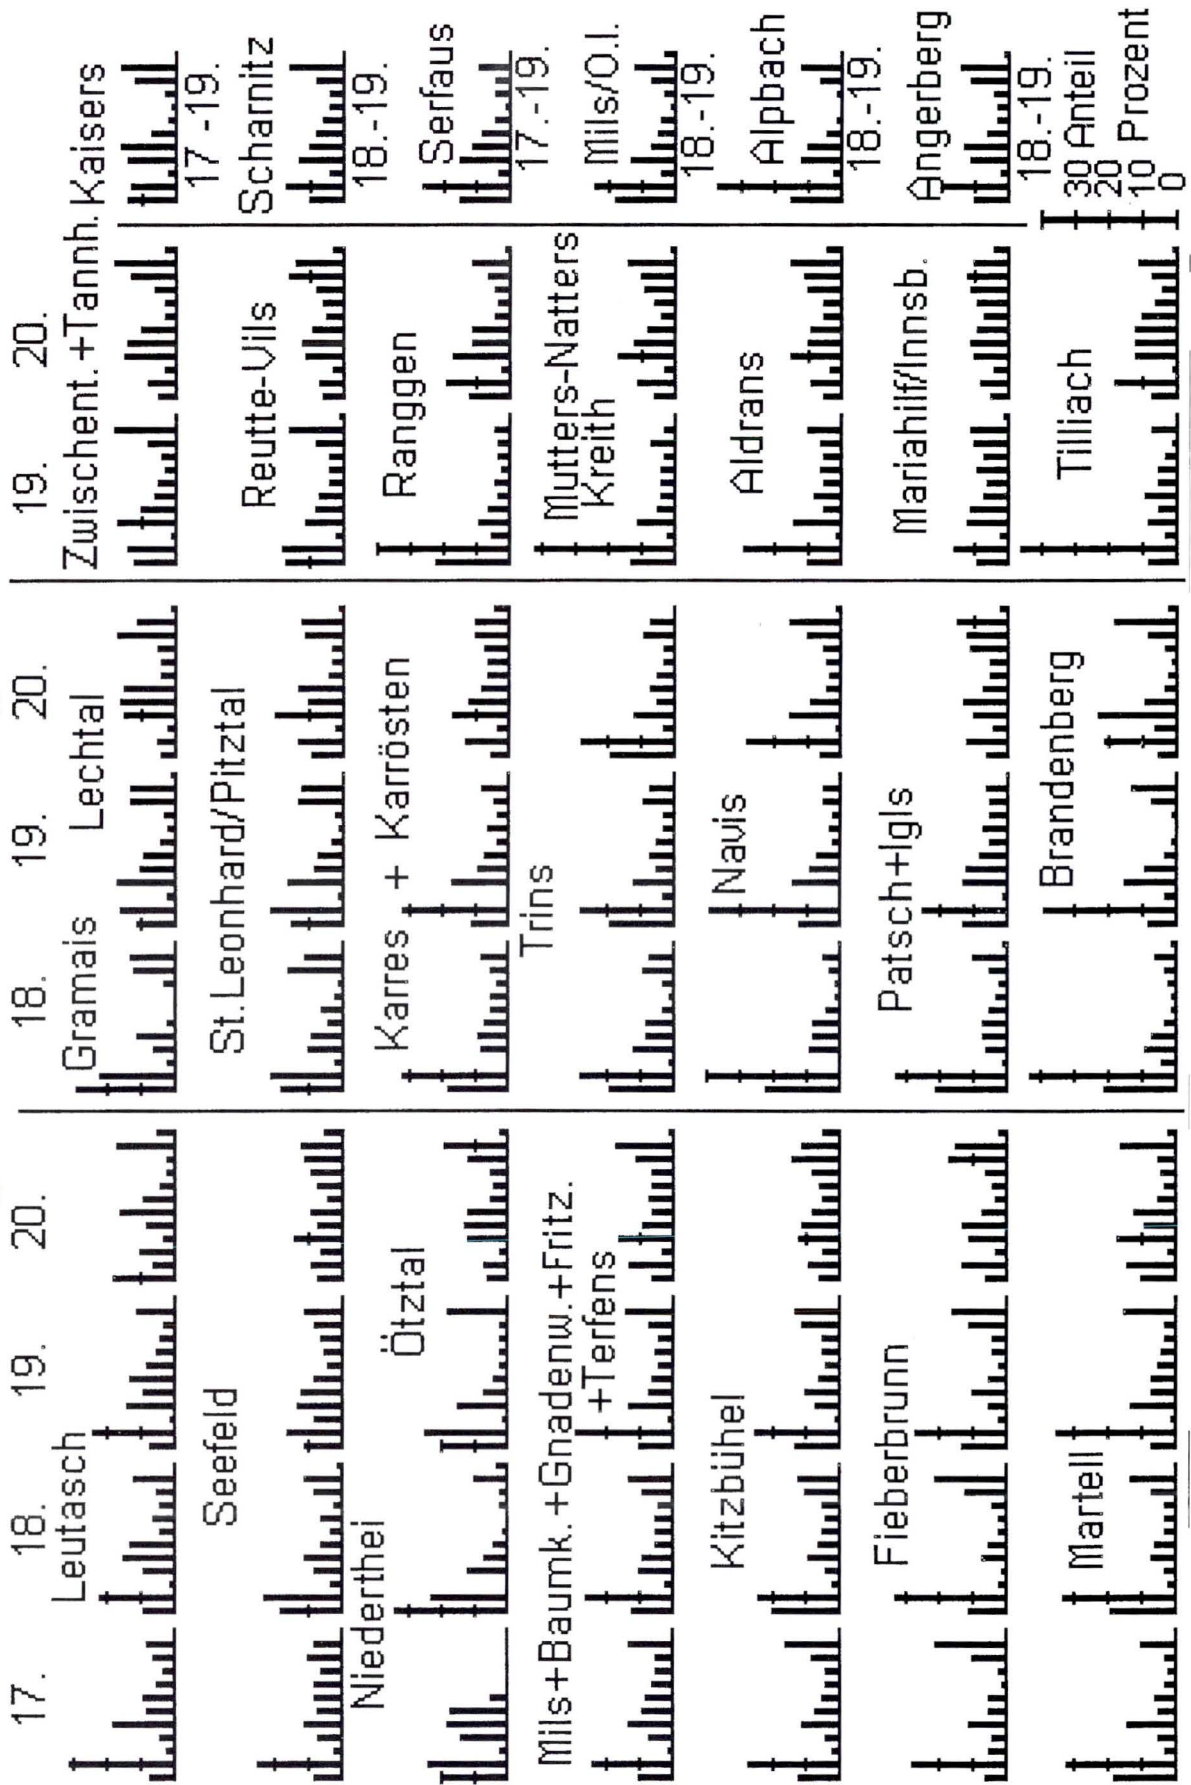 17. 18. 19. 20. 18. 19. 20. 19. 20.
Leutasch Gramais Lechtal Zwischent.+Tannh. Kaisers
17.-19.
Seefeld St.Leonhard/Pitztal Reutte-Vils Scharnitz
18.-19.
Niederthei Ötztal Karres + Karrösten Ranggen Serfaus
17.-19.
Mils+Baumk.+Gnadenw.+Fritz. Trins Mutters-Natters Mils/O.I.
+Terfens Kreith
18.-19.
Kitzbühel Navis Aldrans Alpbach
18.-19.
Fieberbrunn Patsch+Igls Mariahilf/Innsb. Angerberg
18.-19.
Martell Brandenberg Tilliach
30 Anteil
20
10 Prozent
0